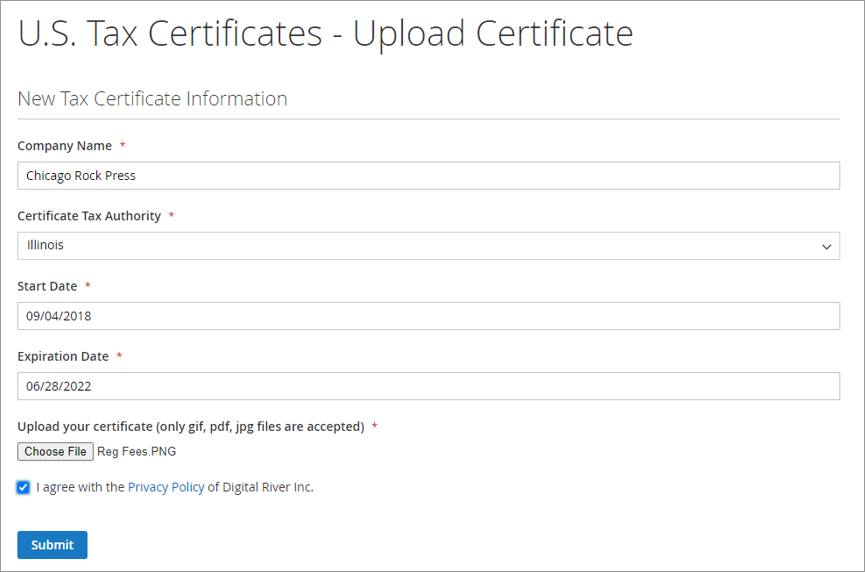 U.S. Tax Certificates - Upload Certificate
New Tax Certificate Information
Company Name *
Chicago Rock Press
Certificate Tax Authority *
Illinois
Start Date *
09/04/2018
Expiration Date *
06/28/2022
Upload your certificate (only gif, pdf, jpg files are accepted) *
Choose File Reg Fees.PNG
I agree with the Privacy Policy of Digital River Inc.
Submit